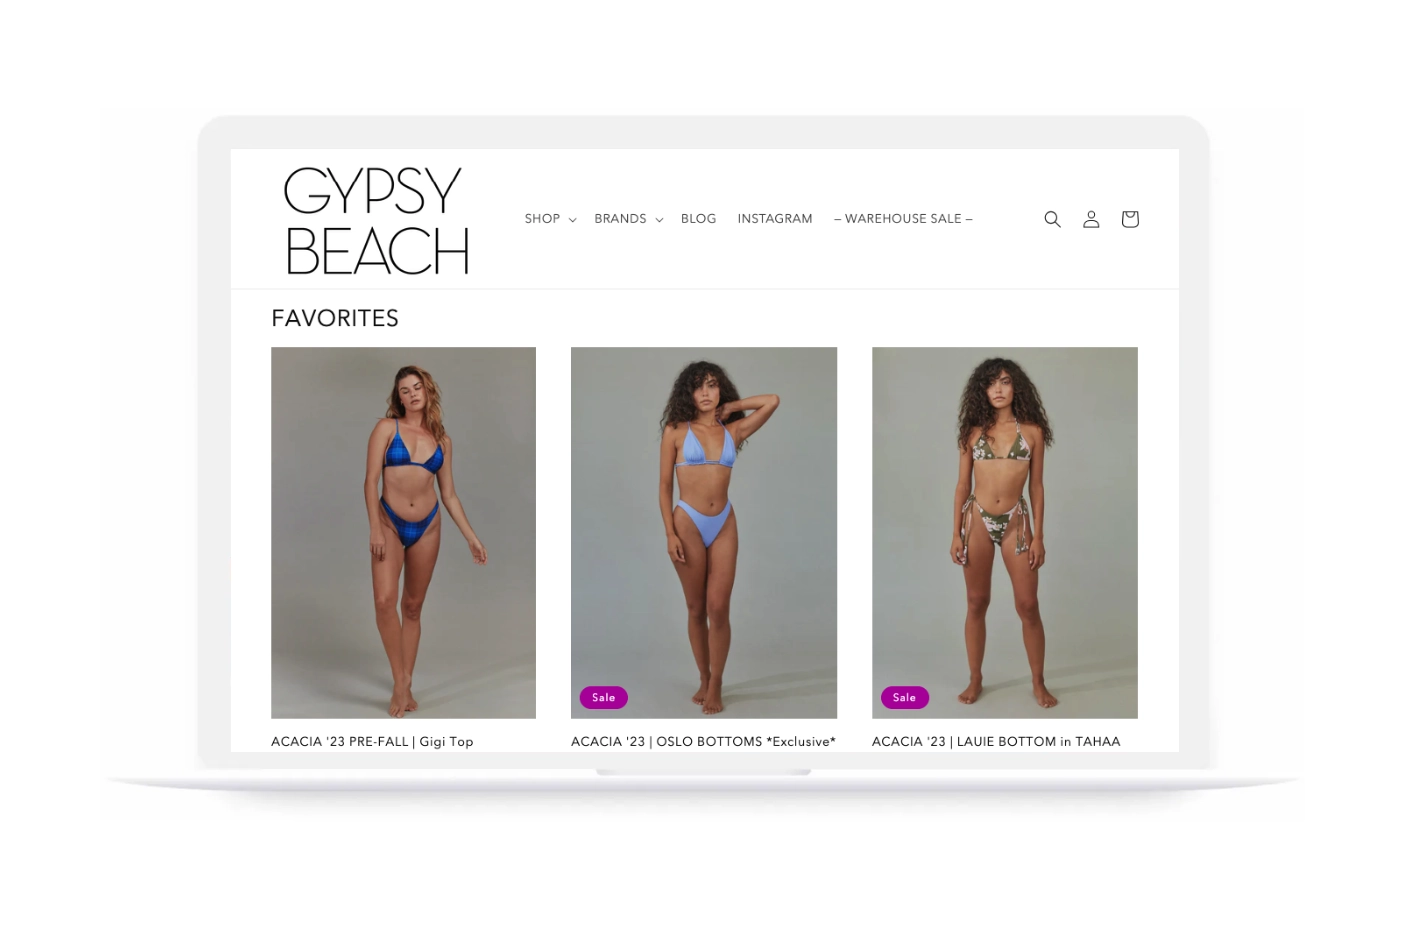 GYPSY
BEACH
SHOP
BRANDS
BLOG
INSTAGRAM
– WAREHOUSE SALE –
FAVORITES
Sale
Sale
ACACIA '23 PRE-FALL | Gigi Top
ACACIA '23 | OSLO BOTTOMS *Exclusive*
ACACIA '23 | LAUIE BOTTOM in TAHAA